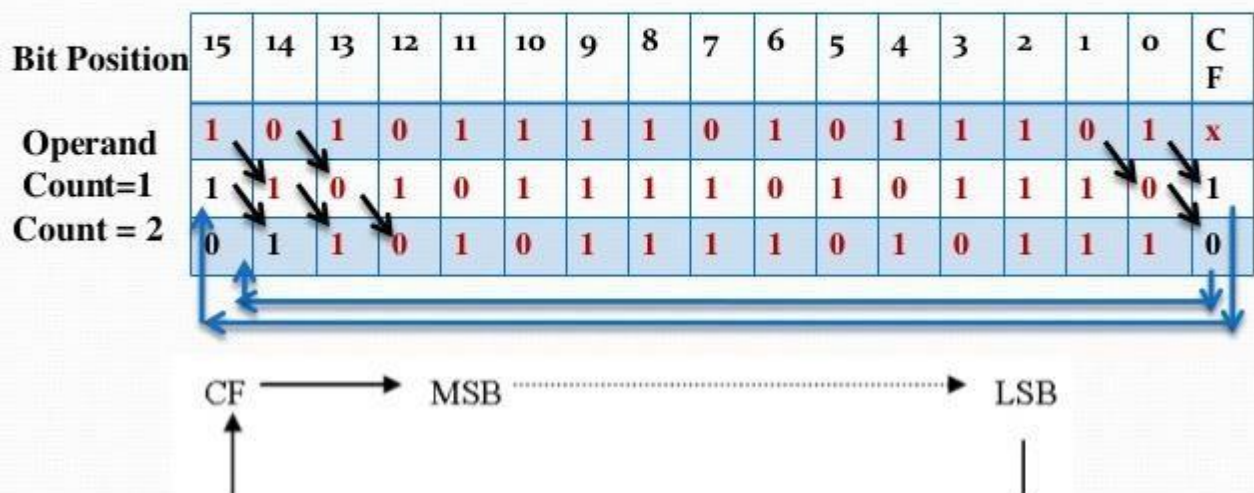 Bit Position 15 14 13 12 11 10 9 8 7 6 5 4 3 2 1 0 C F
Operand 1 0 1 0 1 1 1 1 0 1 0 1 1 1 0 1 x
Count=1 1 1 0 1 0 1 1 1 1 0 1 0 1 1 1 0 1
Count = 2 0 1 1 0 1 0 1 1 1 1 0 1 0 1 1 1 0
CF MSB LSB